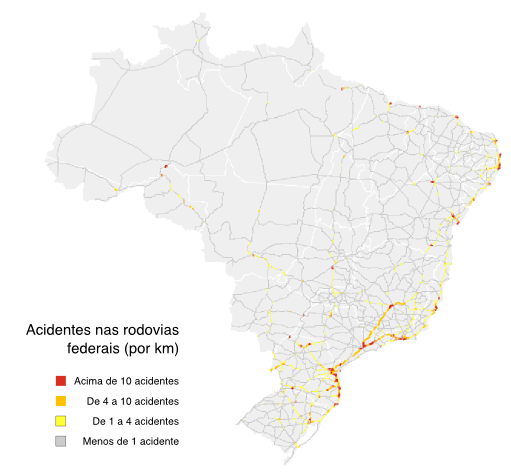 Acidentes nas rodovias
federais (por km)
Acima de 10 acidentes
De 4 a 10 acidentes
De 1 a 4 acidentes
Menos de 1 acidente